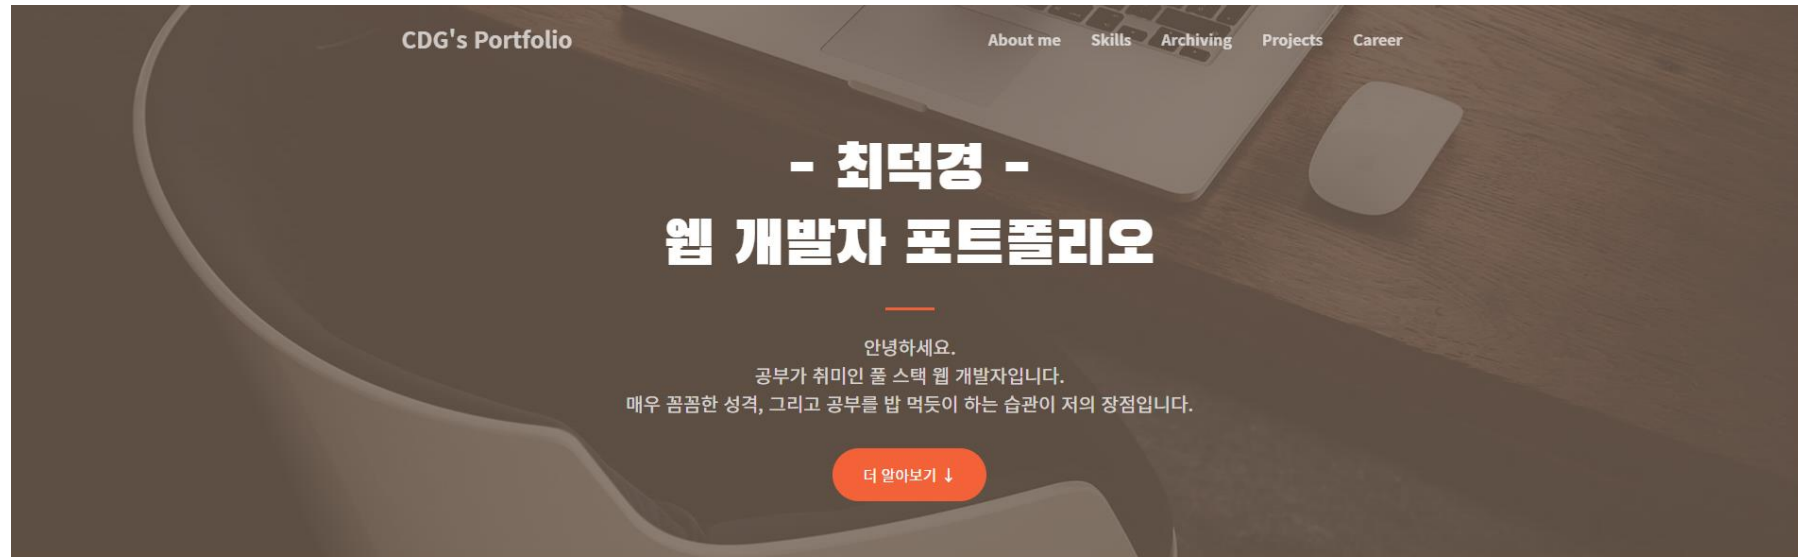 CDG's Portfolio
About me Skills Archiving Projects Career
- 최덕경 -
웹 개발자 포트폴리오
안녕하세요.
공부가 취미인 풀 스택 웹 개발자입니다.
매우 꼼꼼한 성격, 그리고 공부를 밥 먹듯이 하는 습관이 저의 장점입니다.
더 알아보기 ↓